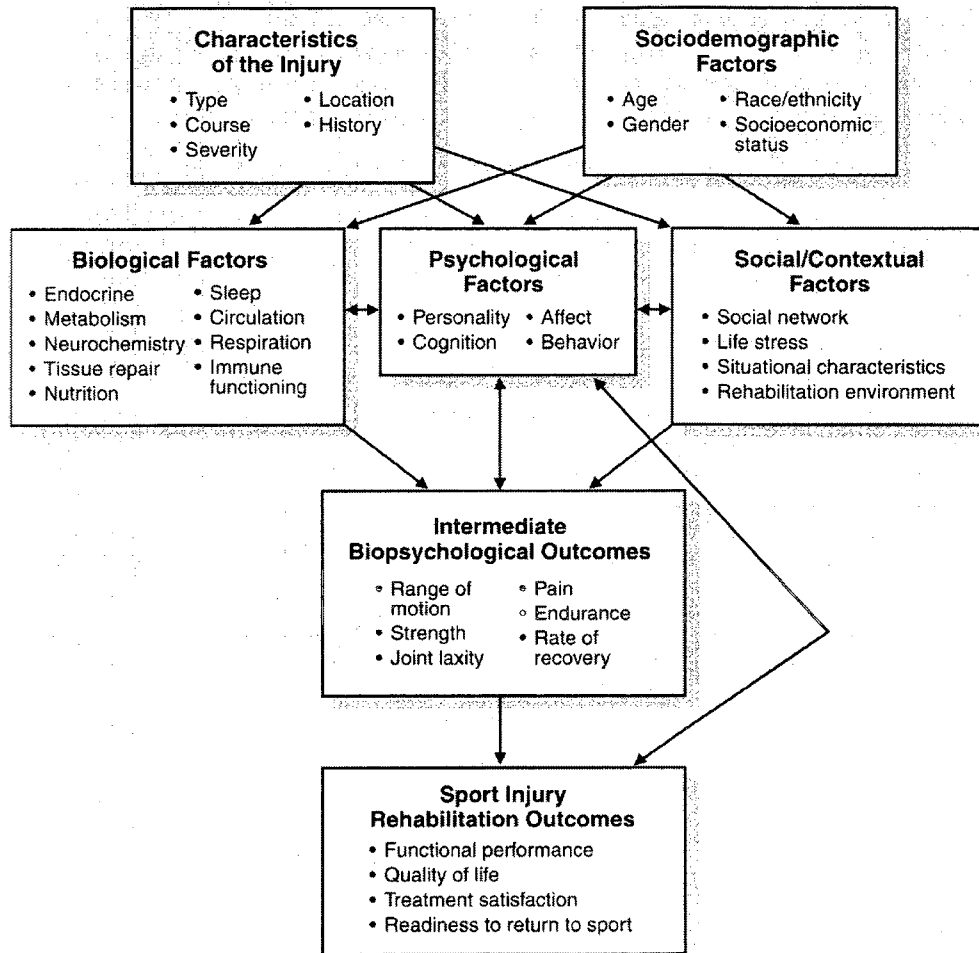 Characteristics
of the Injury
• Type
• Course
• Severity
• Location
• History
Sociodemographic
Factors
• Age
• Gender
• Race/ethnicity
• Socioeconomic
status
Biological Factors
• Endocrine
• Metabolism
• Neurochemistry
• Tissue repair
• Nutrition
• Sleep
• Circulation
• Respiration
• Immune
functioning
Psychological
Factors
• Personality
• Cognition
• Affect
• Behavior
Social/Contextual
Factors
• Social network
• Life stress
• Situational characteristics
• Rehabilitation environment
Intermediate
Biopsychological Outcomes
• Range of
motion
• Strength
• Joint laxity
• Pain
• Endurance
• Rate of
recovery
Sport Injury
Rehabilitation Outcomes
• Functional performance
• Quality of life
• Treatment satisfaction
• Readiness to return to sport